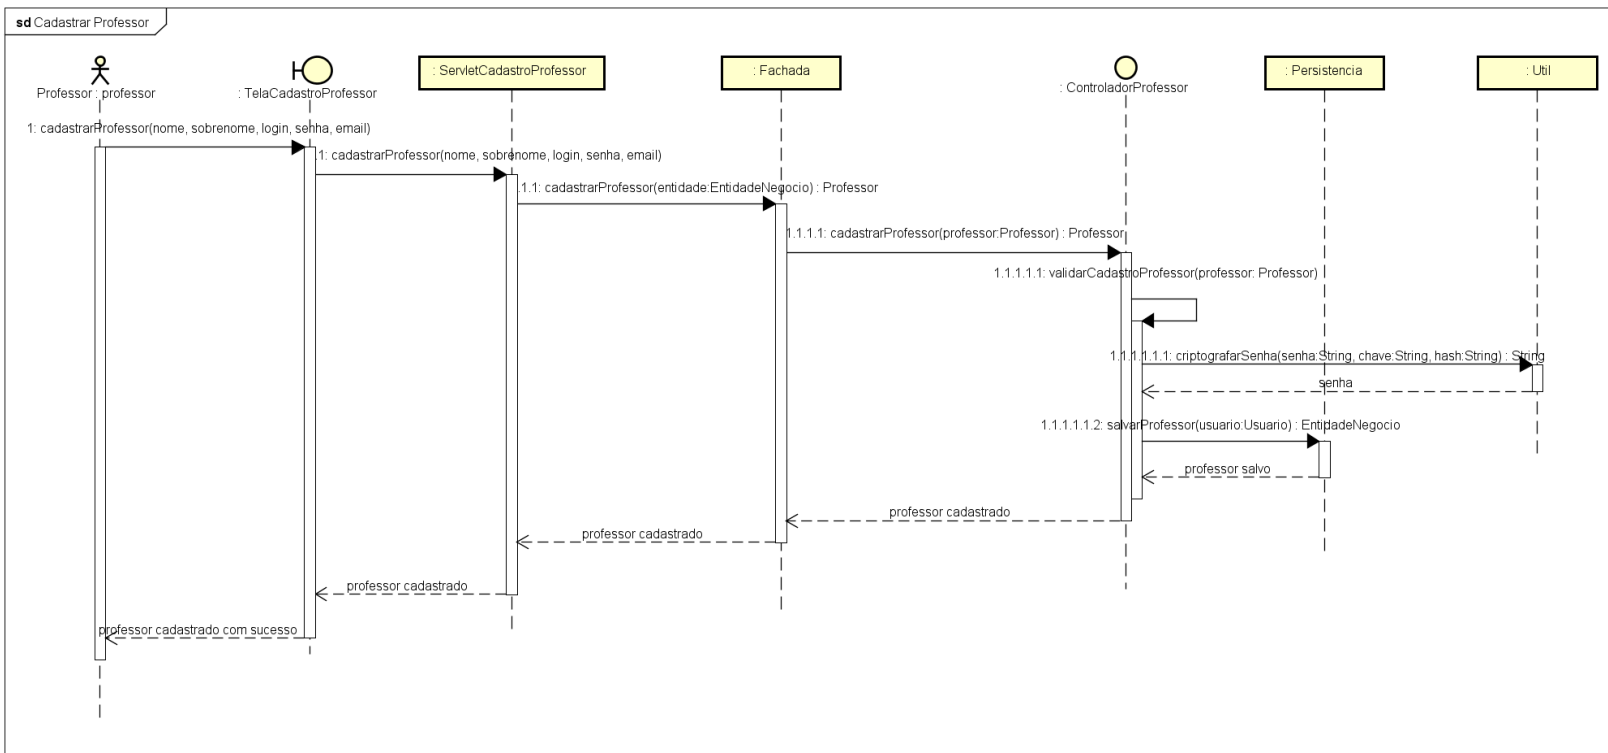 sd Cadastrar Professor
Professor : professor
: TelaCadastroProfessor
: ServletCadastroProfessor
: Fachada
: ControladorProfessor
: Persistencia
: Util
1: cadastrarProfessor(nome, sobrenome, login, senha, email)
.1: cadastrarProfessor(nome, sobrenome, login, senha, email)
.1.1: cadastrarProfessor(entidade:EntidadeNegocio) : Professor
1.1.1.1: cadastrarProfessor(professor:Professor) : Professor
1.1.1.1.1: validarCadastroProfessor(professor: Professor)
1.1.1.1.1.1: criptografarSenha(senha:String, chave:String, hash:String) : String
senha
1.1.1.1.1.2: salvarProfessor(usuario:Usuario) : EntidadeNegocio
professor salvo
professor cadastrado
professor cadastrado
professor cadastrado
professor cadastrado com sucesso